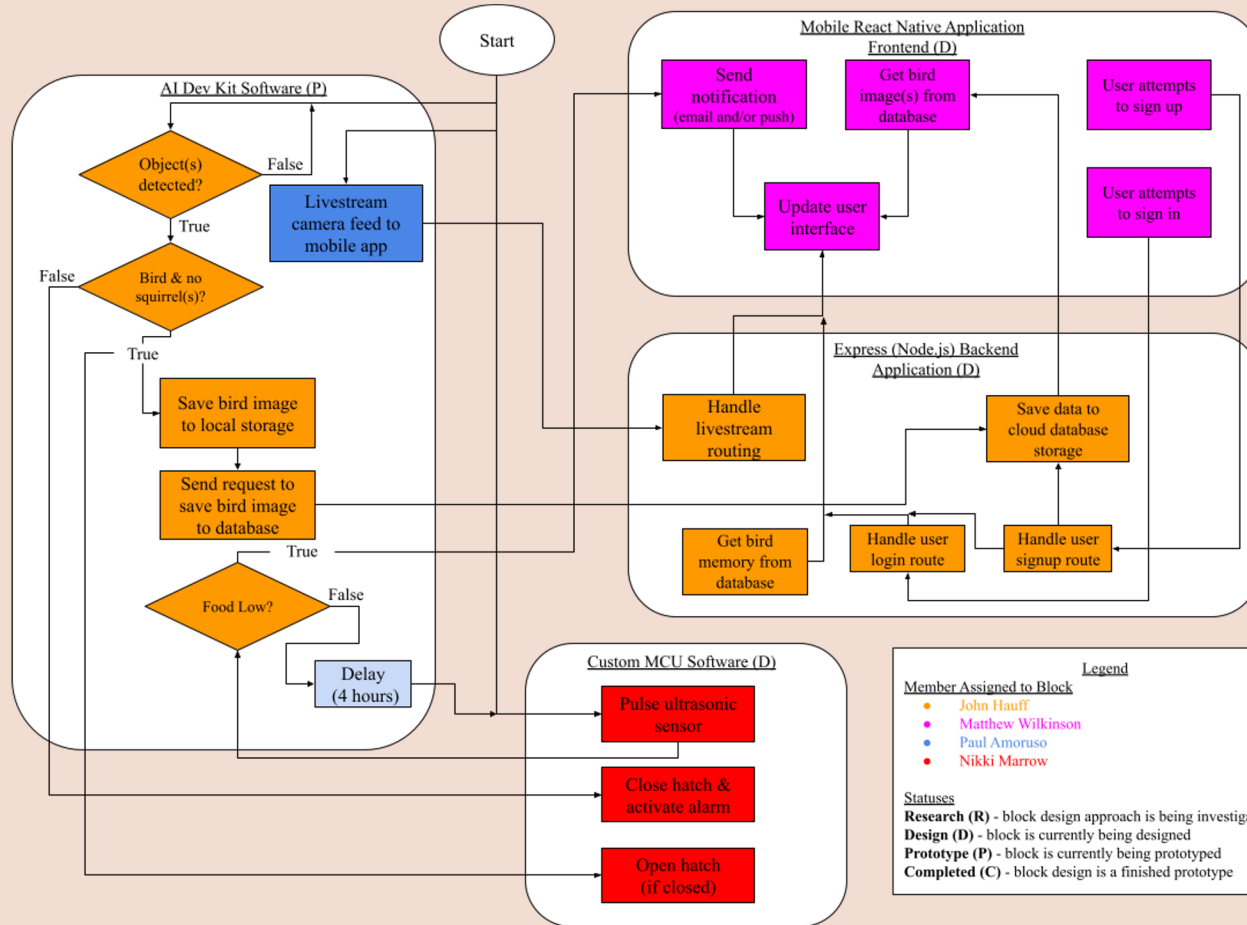 Start
AI Dev Kit Software (P)
Object(s)
detected?
False
True
Livestream
camera feed to
mobile app
Bird & no
squirrel(s)?
False
True
Save bird image
to local storage
Send request to
save bird image
to database
True
Food Low?
False
Delay
(4 hours)
Mobile React Native Application
Frontend (D)
Send
notification
(email and/or push)
Get bird
image(s) from
database
User attempts
to sign up
Update user
interface
User attempts
to sign in
Express (Node.js) Backend
Application (D)
Handle
livestream
routing
Save data to
cloud database
storage
Get bird
memory from
database
Handle user
login route
Handle user
signup route
Custom MCU Software (D)
Pulse ultrasonic
sensor
Close hatch &
activate alarm
Open hatch
(if closed)
Legend
Member Assigned to Block
John Hauff
Matthew Wilkinson
Paul Amoruso
Nikki Marrow
Statuses
Research (R) - block design approach is being investiga
Design (D) - block is currently being designed
Prototype (P) - block is currently being prototyped
Completed (C) - block design is a finished prototype